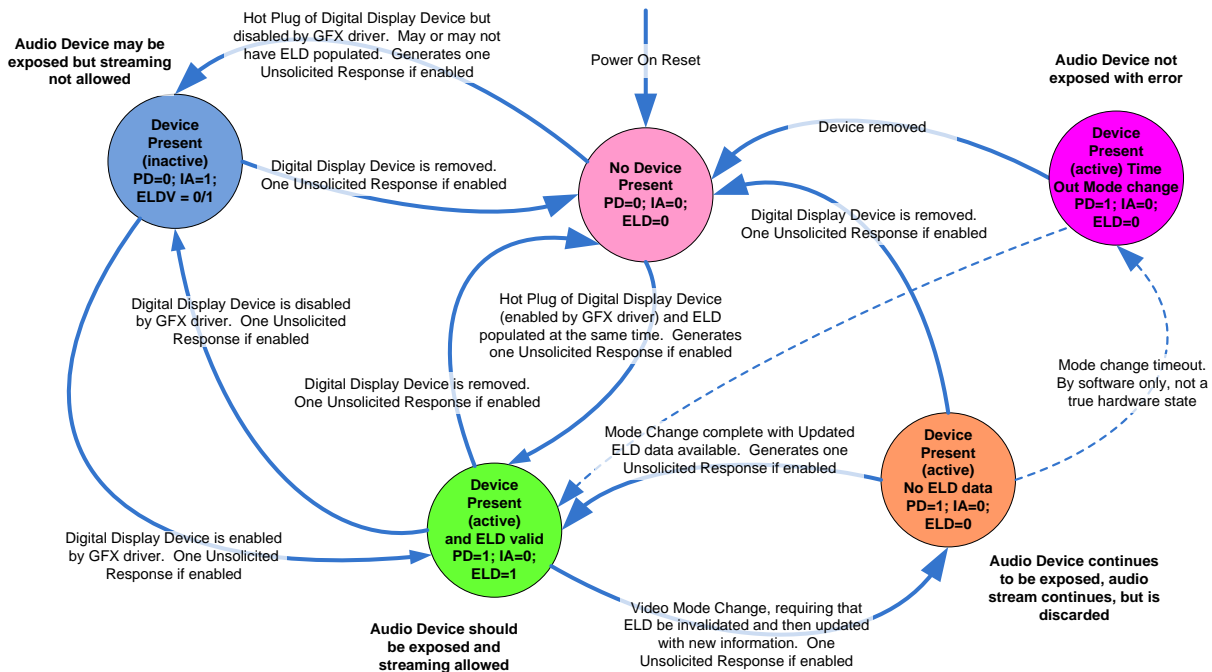 Hot Plug of Digital Display Device but
disabled by GFX driver.  May or may not
have ELD populated.  Generates one
Unsolicited Response if enabled
Audio Device may be
exposed but streaming
not allowed
Power On Reset
Audio Device not
exposed with error
Device
Present
(inactive)
PD=0; IA=1;
ELDV = 0/1
Digital Display Device is removed.
One Unsolicited Response if enabled
No Device
Present
PD=0; IA=0;
ELD=0
Device removed
Device
Present
(active) Time
Out Mode change
PD=1; IA=0;
ELD=0
Digital Display Device is removed.
One Unsolicited Response if enabled
Digital Display Device is disabled
by GFX driver.  One Unsolicited
Response if enabled
Hot Plug of Digital Display Device
(enabled by GFX driver) and ELD
populated at the same time.  Generates
one Unsolicited Response if enabled
Digital Display Device is removed.
One Unsolicited Response if enabled
Mode change timeout.
By software only, not a
true hardware state
Mode Change complete with Updated
ELD data available.  Generates one
Unsolicited Response if enabled
Device
Present
(active)
No ELD data
PD=1; IA=0;
ELD=0
Device
Present
(active)
and ELD valid
PD=1; IA=0;
ELD=1
Digital Display Device is enabled
by GFX driver.  One Unsolicited
Response if enabled
Audio Device should
be exposed and
streaming allowed
Video Mode Change, requiring that
ELD be invalidated and then updated
with new information.  One
Unsolicited Response if enabled
Audio Device continues
to be exposed, audio
stream continues, but is
discarded